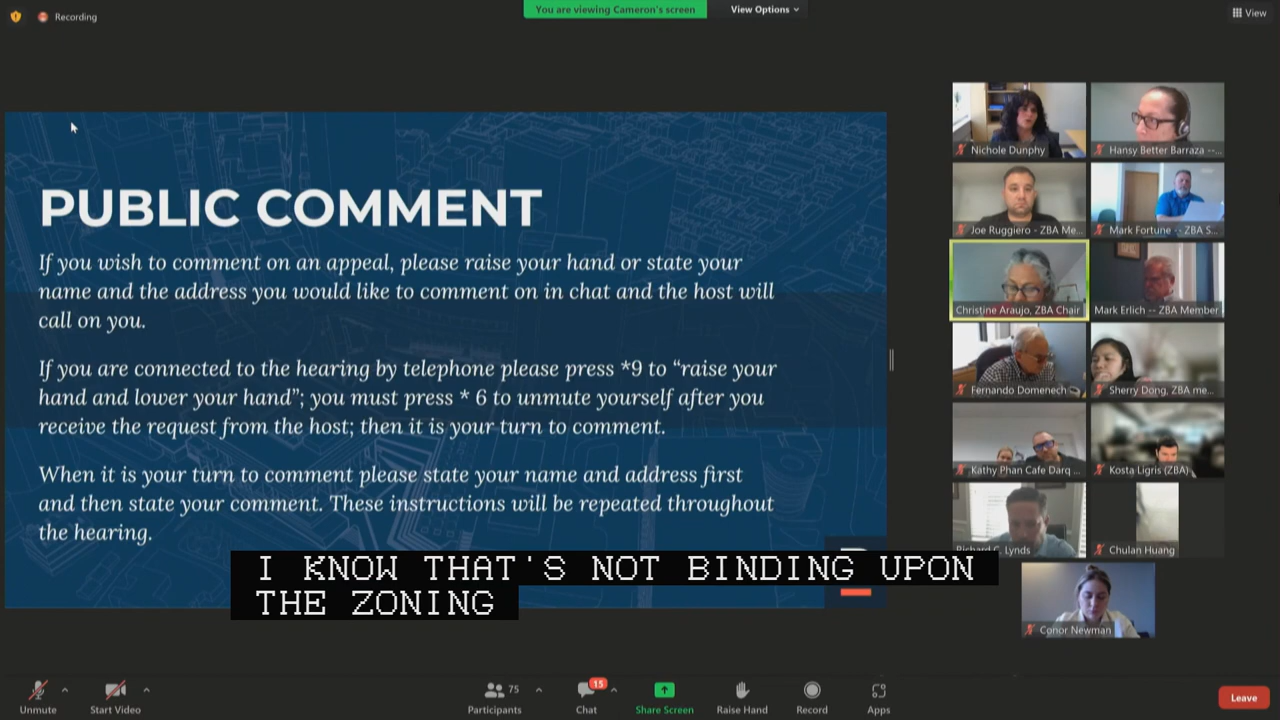 Recording
You are viewing Cameron's screen
View Options
View
PUBLIC COMMENT
If you wish to comment on an appeal, please raise your hand or state your
name and the address you would like to comment on in chat and the host will
call on you.
If you are connected to the hearing by telephone please press *9 to “raise your
hand and lower your hand”; you must press * 6 to unmute yourself after you
receive the request from the host; then it is your turn to comment.
When it is your turn to comment please state your name and address first
and then state your comment. These instructions will be repeated throughout
the hearing.
I KNOW THAT'S NOT BINDING UPON
THE ZONING
Nichole Dunphy
Hansy Better Barraza --...
Joe Ruggiero - ZBA Me...
Mark Fortune -- ZBA S...
Christine Araujo, ZBA Chair
Mark Erlich -- ZBA Member
Fernando Domenech
Sherry Dong, ZBA me...
Kathy Phan Cafe Darq ...
Kosta Ligris (ZBA)
Richard C. Lynds
Chulan Huang
Conor Newman
Unmute
Start Video
Participants
75
Chat
15
Share Screen
Raise Hand
Record
Apps
Leave